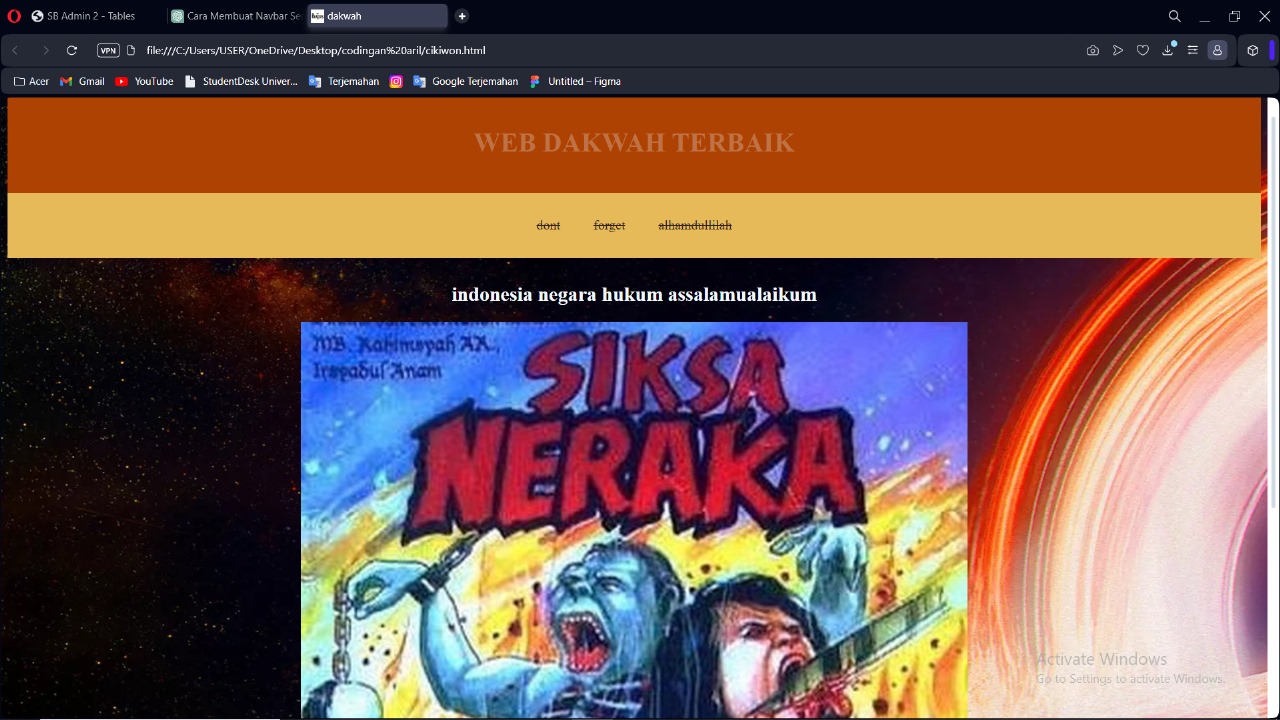 SB Admin 2 - Tables
Cara Membuat Navbar Se
dakwah
VPN
file:///C:/Users/USER/OneDrive/Desktop/codingan%20aril/cikiwon.html
Acer
Gmail
YouTube
StudentDesk Univer...
Terjemahan
Google Terjemahan
Untitled – Figma
WEB DAKWAH TERBAIK
dont forget alhamdullilah
indonesia negara hukum assalamualaikum
MB. Rahimsyah AR.,
Irsyadul Anam
SIKSA
NERAKA
Activate Windows
Go to Settings to activate Windows.